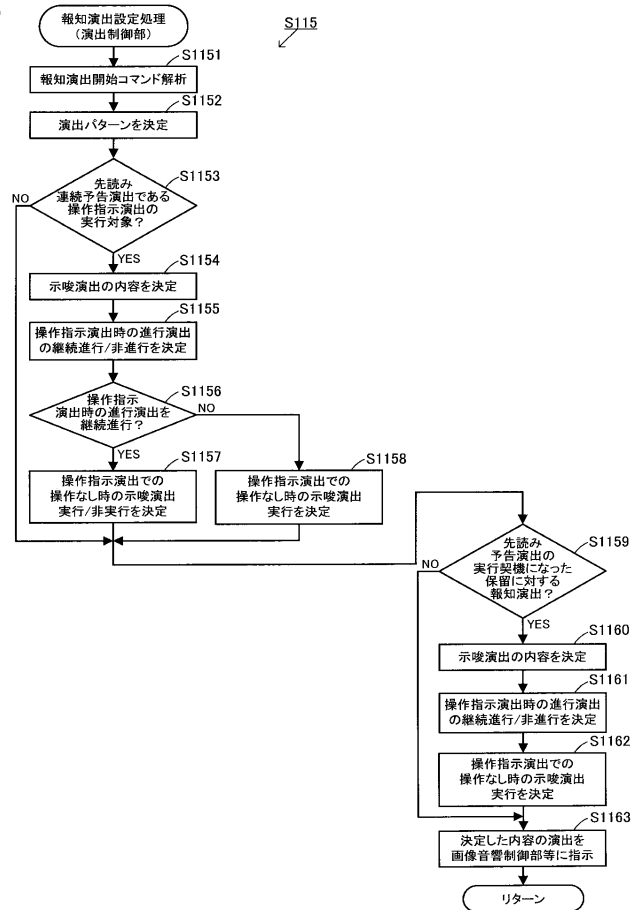 報知演出設定処理
(演出制御部)
S115
S1151
報知演出開始コマンド解析
S1152
演出パターンを決定
S1153
先読み
連続予告演出である
操作指示演出の
実行対象？
NO
YES
S1154
示唆演出の内容を決定
S1155
操作指示演出時の進行演出
の継続進行/非進行を決定
S1156
操作指示
演出時の進行演出を
継続進行？
NO
YES
S1157
操作指示演出での
操作なし時の示唆演出
実行/非実行を決定
S1158
操作指示演出での
操作なし時の示唆演出
実行を決定
S1159
先読み
予告演出の
実行契機になった
保留に対する
報知演出？
NO
YES
S1160
示唆演出の内容を決定
S1161
操作指示演出時の進行演出
の継続進行/非進行を決定
S1162
操作指示演出での
操作なし時の示唆演出
実行を決定
S1163
決定した内容の演出を
画像音響制御部等に指示
リターン